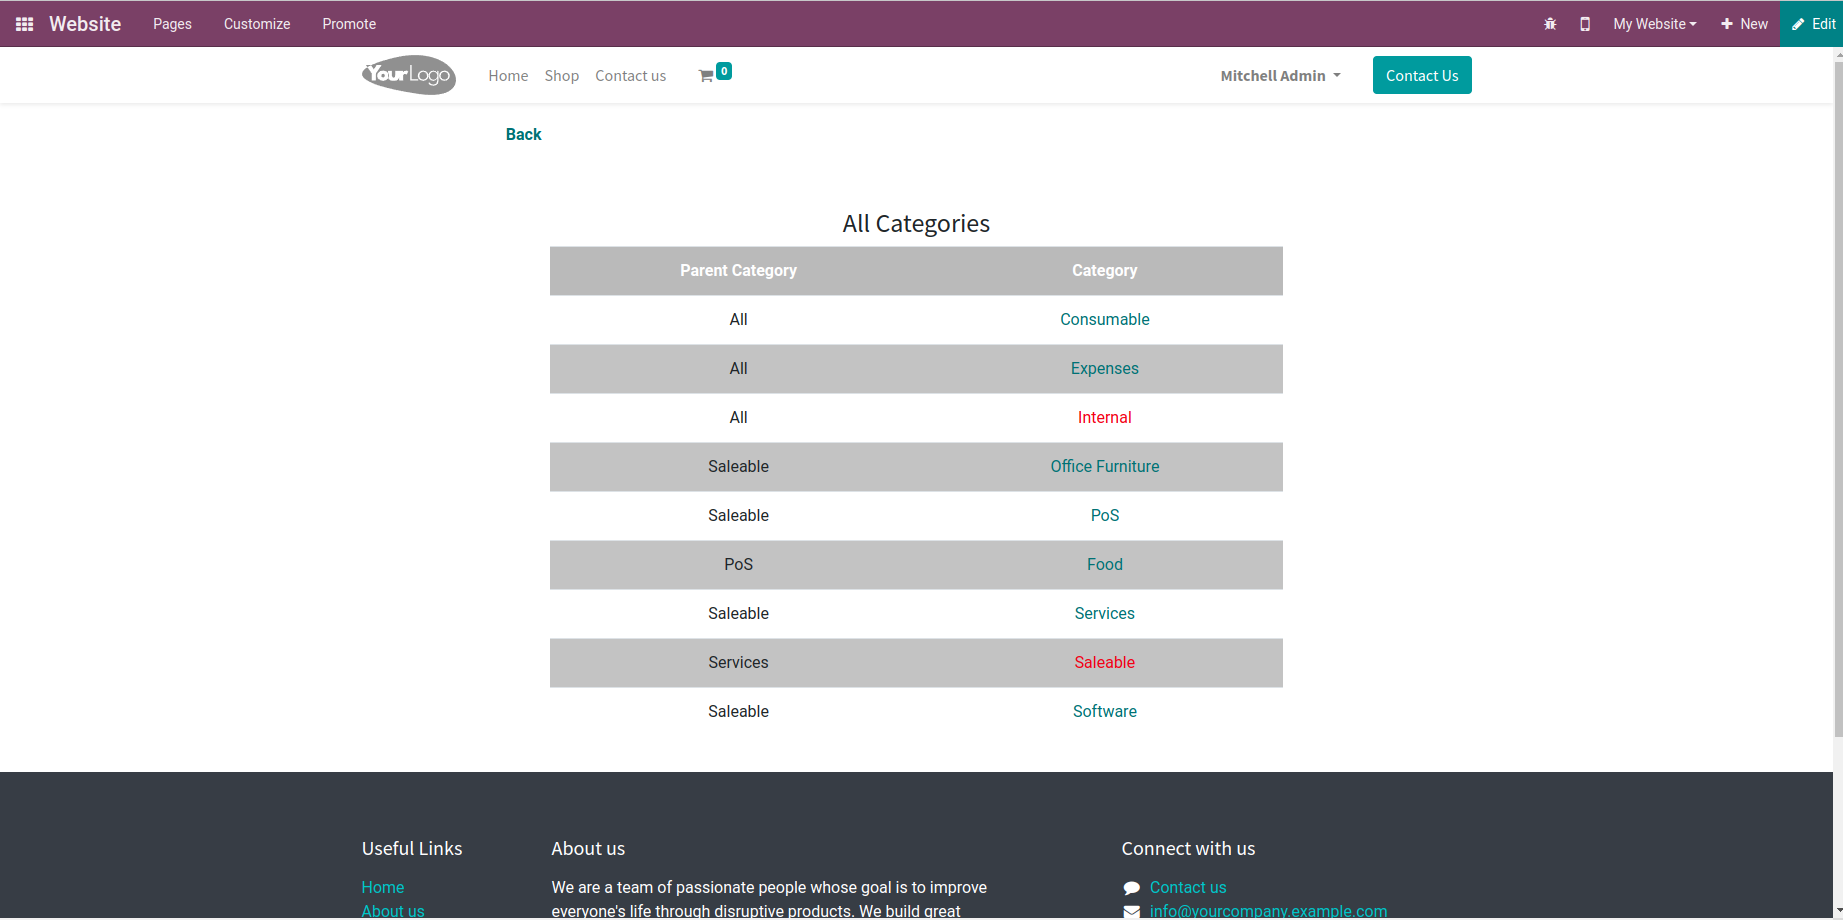 Website Pages Customize Promote My Website New Edit
YourLogo Home Shop Contact us 0 Mitchell Admin Contact Us
Back
All Categories
Parent Category Category
All Consumable
All Expenses
All Internal
Saleable Office Furniture
Saleable PoS
PoS Food
Saleable Services
Services Saleable
Saleable Software
Useful Links About us Connect with us
Home We are a team of passionate people whose goal is to improve Contact us
About us everyone's life through disruptive products. We build great info@yourcompany.example.com